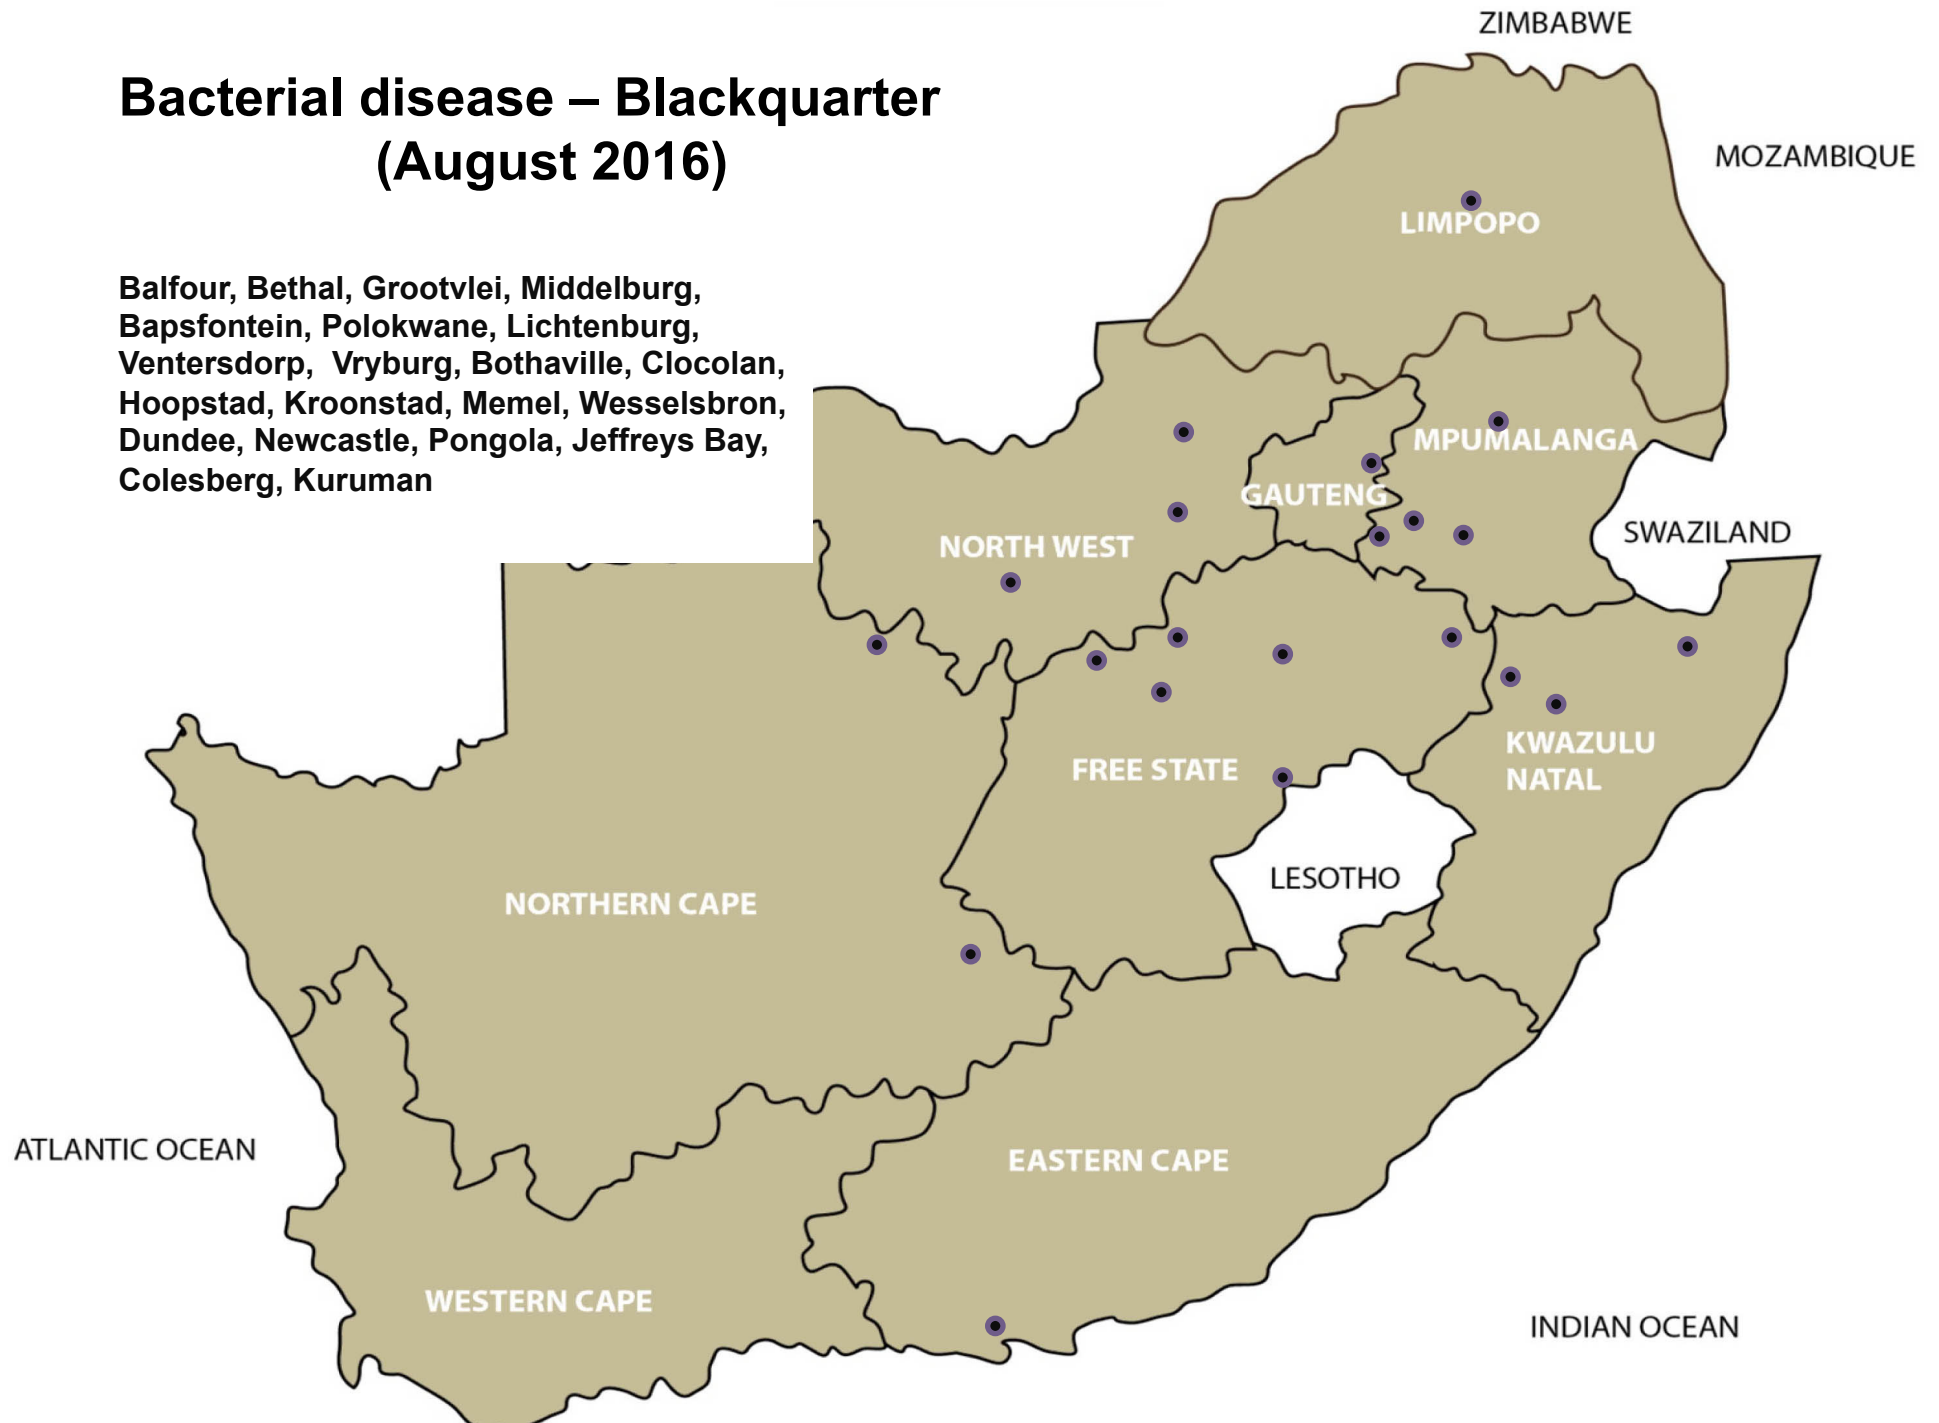 Bacterial disease – Blackquarter
(August 2016)
Balfour, Bethal, Grootvlei, Middelburg,
Bapsfontein, Polokwane, Lichtenburg,
Ventersdorp, Vryburg, Bothaville, Clocolan,
Hoopstad, Kroonstad, Memel, Wesselsbron,
Dundee, Newcastle, Pongola, Jeffreys Bay,
Colesberg, Kuruman
ZIMBABWE
MOZAMBIQUE
LIMPOPO
MPUMALANGA
GAUTENG
SWAZILAND
NORTH WEST
KWAZULU
NATAL
FREE STATE
LESOTHO
NORTHERN CAPE
ATLANTIC OCEAN
EASTERN CAPE
WESTERN CAPE
INDIAN OCEAN